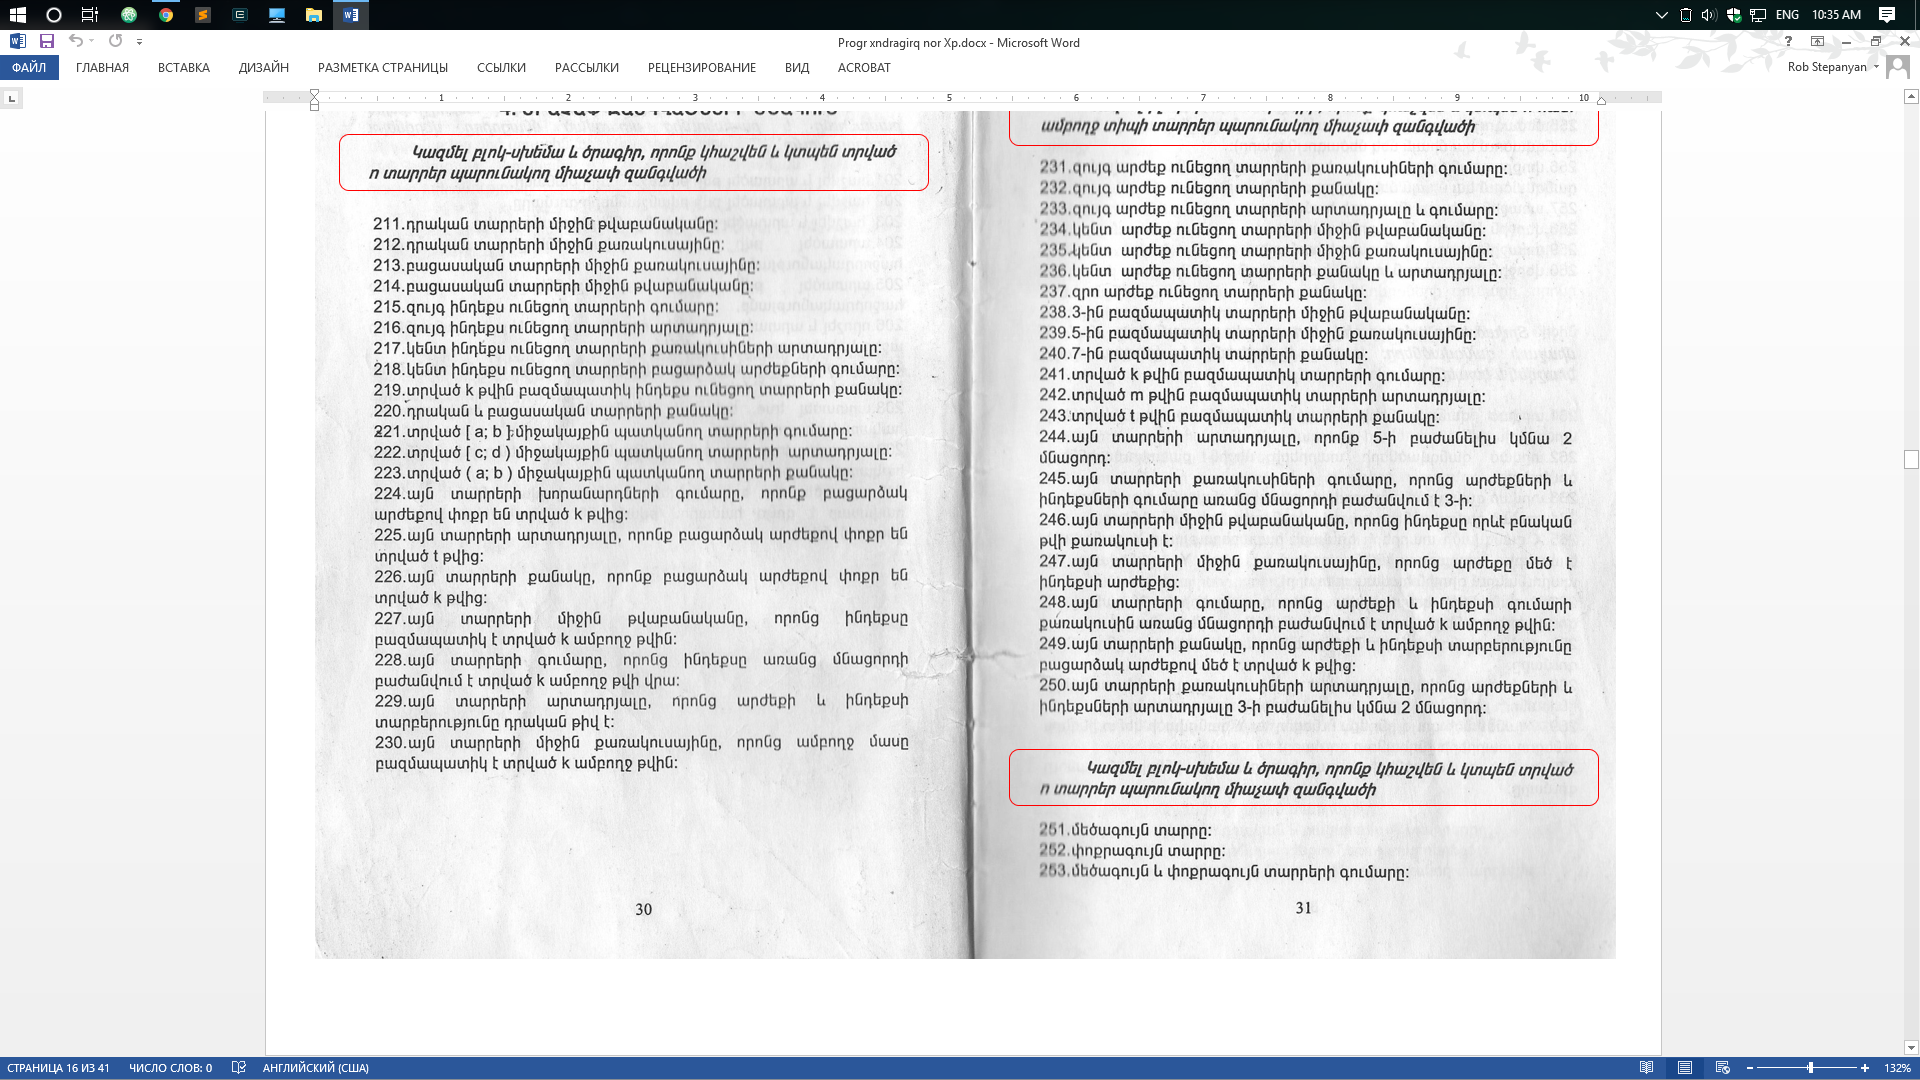 ENG 10:35 AM
Progr xndragirq nor Xp.docx - Microsoft Word
ФАЙЛ ГЛАВНАЯ ВСТАВКА ДИЗАЙН РАЗМЕТКА СТРАНИЦЫ ССЫЛКИ РАССЫЛКИ РЕЦЕНЗИРОВАНИЕ ВИД ACROBAT Rob Stepanyan
1 2 3 4 5 6 7 8 9 10
Կազմել բլոկ-սխեմա և ծրագիր, որոնք կհաշվեն և կտպեն տրված
n տարրեր պարունակող միաչափ զանգվածի
211.դրական տարրերի միջին թվաբանականը:
212.դրական տարրերի միջին քառակուսայինը:
213.բացասական տարրերի միջին քառակուսայինը:
214.բացասական տարրերի միջին թվաբանականը:
215.զույգ ինդեքս ունեցող տարրերի գումարը:
216.զույգ ինդեքս ունեցող տարրերի արտադրյալը:
217.կենտ ինդեքս ունեցող տարրերի քառակուսիների արտադրյալը:
218.կենտ ինդեքս ունեցող տարրերի բացարձակ արժեքների գումարը:
219.տրված k թվին բազմապատիկ ինդեքս ունեցող տարրերի քանակը:
220.դրական և բացասական տարրերի քանակը:
221.տրված [ a; b ] միջակայքին պատկանող տարրերի գումարը:
222.տրված [ c; d ) միջակայքին պատկանող տարրերի արտադրյալը:
223.տրված ( a; b ) միջակայքին պատկանող տարրերի քանակը:
224.այն տարրերի խորանարդների գումարը, որոնք բացարձակ
արժեքով փոքր են տրված k թվից:
225.այն տարրերի արտադրյալը, որոնք բացարձակ արժեքով փոքր են
տրված t թվից:
226.այն տարրերի քանակը, որոնք բացարձակ արժեքով փոքր են
տրված k թվից:
227.այն տարրերի միջին թվաբանականը, որոնց ինդեքսը
բազմապատիկ է տրված k ամբողջ թվին:
228.այն տարրերի գումարը, որոնց ինդեքսը առանց մնացորդի
բաժանվում է տրված k ամբողջ թվի վրա:
229.այն տարրերի արտադրյալը, որոնց արժեքի և ինդեքսի
տարբերությունը դրական թիվ է:
230.այն տարրերի միջին քառակուսայինը, որոնց ամբողջ մասը
բազմապատիկ է տրված k ամբողջ թվին:
30
ամբողջ տիպի տարրեր պարունակող միաչափ զանգվածի
231.զույգ արժեք ունեցող տարրերի քառակուսիների գումարը:
232.զույգ արժեք ունեցող տարրերի քանակը:
233.զույգ արժեք ունեցող տարրերի արտադրյալը և գումարը:
234.կենտ արժեք ունեցող տարրերի միջին թվաբանականը:
235.կենտ արժեք ունեցող տարրերի միջին քառակուսայինը:
236.կենտ արժեք ունեցող տարրերի քանակը և արտադրյալը:
237.զրո արժեք ունեցող տարրերի քանակը:
238.3-ին բազմապատիկ տարրերի միջին թվաբանականը:
239.5-ին բազմապատիկ տարրերի միջին քառակուսայինը:
240.7-ին բազմապատիկ տարրերի քանակը:
241.տրված k թվին բազմապատիկ տարրերի գումարը:
242.տրված m թվին բազմապատիկ տարրերի արտադրյալը:
243.տրված t թվին բազմապատիկ տարրերի քանակը:
244.այն տարրերի արտադրյալը, որոնք 5-ի բաժանելիս կմնա 2
մնացորդ:
245.այն տարրերի քառակուսիների գումարը, որոնց արժեքների և
ինդեքսների գումարը առանց մնացորդի բաժանվում է 3-ի:
246.այն տարրերի միջին թվաբանականը, որոնց ինդեքսը որևէ բնական
թվի քառակուսի է:
247.այն տարրերի միջին քառակուսայինը, որոնց արժեքը մեծ է
ինդեքսի արժեքից:
248.այն տարրերի գումարը, որոնց արժեքի և ինդեքսի գումարի
քառակուսին առանց մնացորդի բաժանվում է տրված k ամբողջ թվին:
249.այն տարրերի քանակը, որոնց արժեքի և ինդեքսի տարբերությունը
բացարձակ արժեքով մեծ է տրված k թվից:
250.այն տարրերի քառակուսիների արտադրյալը, որոնց արժեքների և
ինդեքսների արտադրյալը 3-ի բաժանելիս կմնա 2 մնացորդ:
Կազմել բլոկ-սխեմա և ծրագիր, որոնք կհաշվեն և կտպեն տրված
n տարրեր պարունակող միաչափ զանգվածի
251.մեծագույն տարրը:
252.փոքրագույն տարրը:
253.մեծագույն և փոքրագույն տարրերի գումարը:
31
СТРАНИЦА 16 ИЗ 41 ЧИСЛО СЛОВ: 0 АНГЛИЙСКИЙ (США) 132%